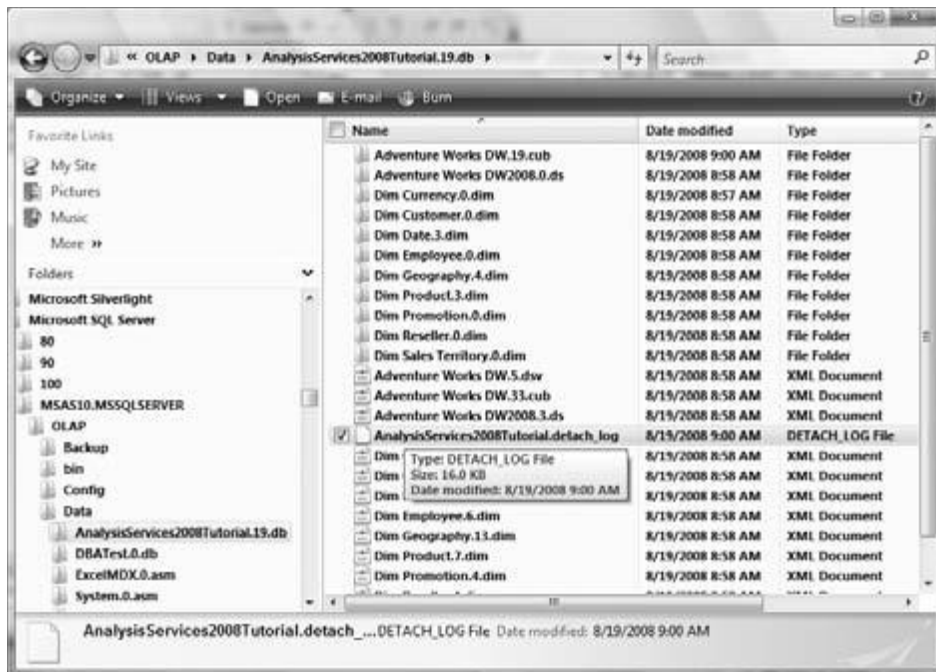 « OLAP ▸ Data ▸ AnalysisServices2008Tutorial.19.db ▸
Search
Organize Views Open E-mail Burn
Favorite Links
My Site
Pictures
Music
More »
Folders
Microsoft Silverlight
Microsoft SQL Server
80
90
100
MSAS10.MSSQLSERVER
OLAP
Backup
bin
Config
Data
AnalysisServices2008Tutorial.19.db
DBATest.0.db
ExcelMDX.0.asm
System.0.asm
Name Date modified Type
Adventure Works DW.19.cub 8/19/2008 9:00 AM File Folder
Adventure Works DW2008.0.ds 8/19/2008 8:58 AM File Folder
Dim Currency.0.dim 8/19/2008 8:57 AM File Folder
Dim Customer.0.dim 8/19/2008 8:58 AM File Folder
Dim Date.3.dim 8/19/2008 8:58 AM File Folder
Dim Employee.0.dim 8/19/2008 8:58 AM File Folder
Dim Geography.4.dim 8/19/2008 8:58 AM File Folder
Dim Product.3.dim 8/19/2008 8:58 AM File Folder
Dim Promotion.0.dim 8/19/2008 8:58 AM File Folder
Dim Reseller.0.dim 8/19/2008 8:58 AM File Folder
Dim Sales Territory.0.dim 8/19/2008 8:58 AM File Folder
Adventure Works DW.5.dsv 8/19/2008 8:58 AM XML Document
Adventure Works DW.33.cub 8/19/2008 8:58 AM XML Document
Adventure Works DW2008.3.ds 8/19/2008 8:58 AM XML Document
AnalysisServices2008Tutorial.detach_log 8/19/2008 9:00 AM DETACH_LOG File
Dim 8/19/2008 8:58 AM XML Document
Dim 8/19/2008 8:58 AM XML Document
Dim 8/19/2008 8:58 AM XML Document
Type: DETACH_LOG File
Size: 16.0 KB
Date modified: 8/19/2008 9:00 AM
Dim Employee.6.dim 8/19/2008 8:58 AM XML Document
Dim Geography.13.dim 8/19/2008 8:58 AM XML Document
Dim Product.7.dim 8/19/2008 8:58 AM XML Document
Dim Promotion.4.dim 8/19/2008 8:58 AM XML Document
AnalysisServices2008Tutorial.detach_...DETACH_LOG File Date modified: 8/19/2008 9:00 AM